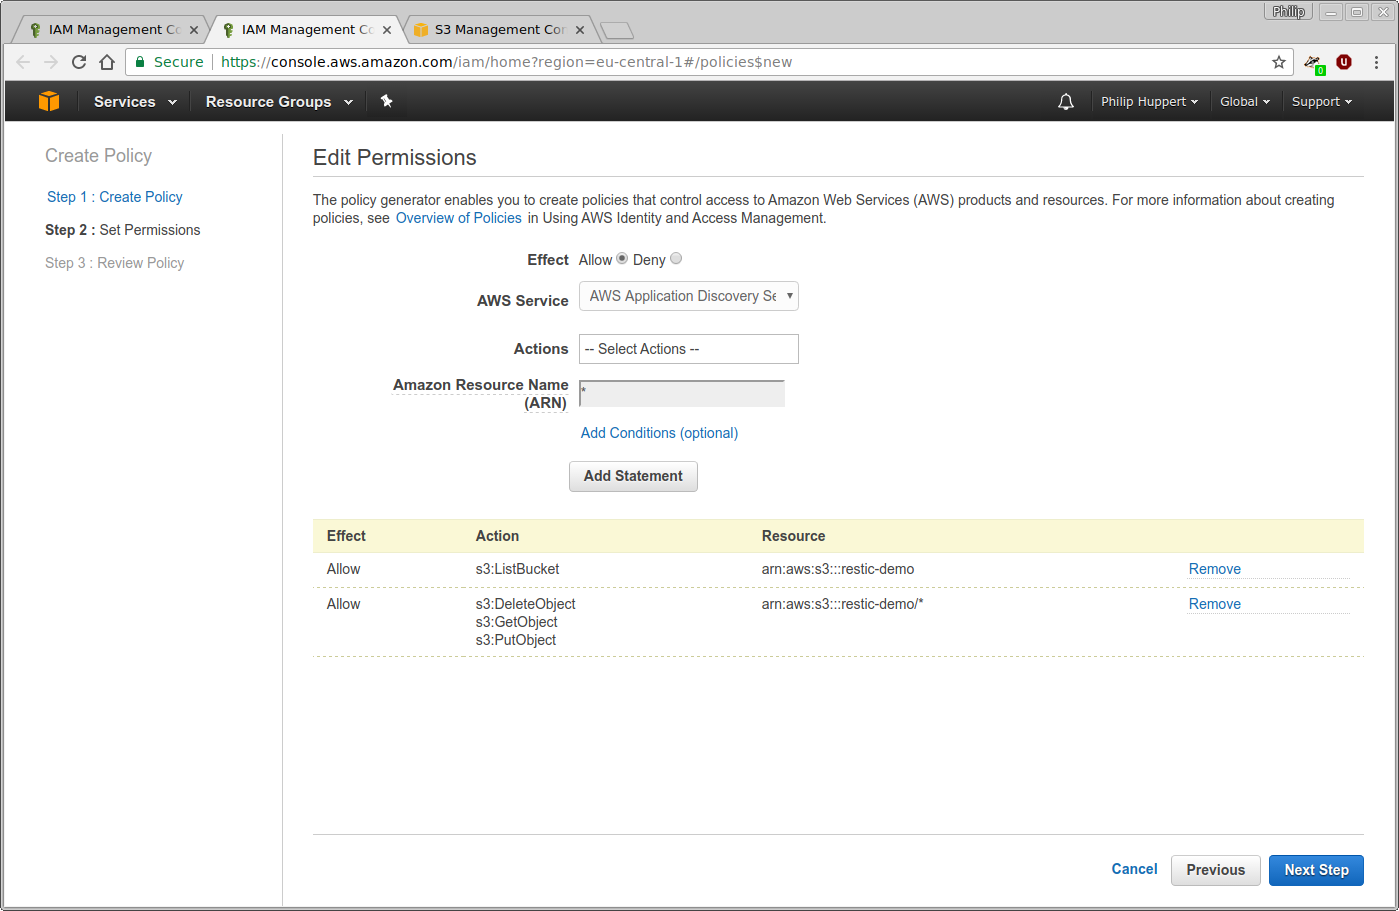 Philip
IAM Management Co
IAM Management Co
S3 Management Con
Secure
https://console.aws.amazon.com/iam/home?region=eu-central-1#/policies$new
0
U
Services
Resource Groups
Philip Huppert
Global
Support
Create Policy
Step 1 : Create Policy
Step 2 : Set Permissions
Step 3 : Review Policy
Edit Permissions
The policy generator enables you to create policies that control access to Amazon Web Services (AWS) products and resources. For more information about creating
policies, see Overview of Policies in Using AWS Identity and Access Management.
Effect Allow Deny
AWS Service AWS Application Discovery Se
Actions -- Select Actions --
Amazon Resource Name
(ARN)
*
Add Conditions (optional)
Add Statement
Effect Action Resource
Allow s3:ListBucket arn:aws:s3:::restic-demo Remove
Allow s3:DeleteObject arn:aws:s3:::restic-demo/* Remove
s3:GetObject
s3:PutObject
Cancel Previous Next Step